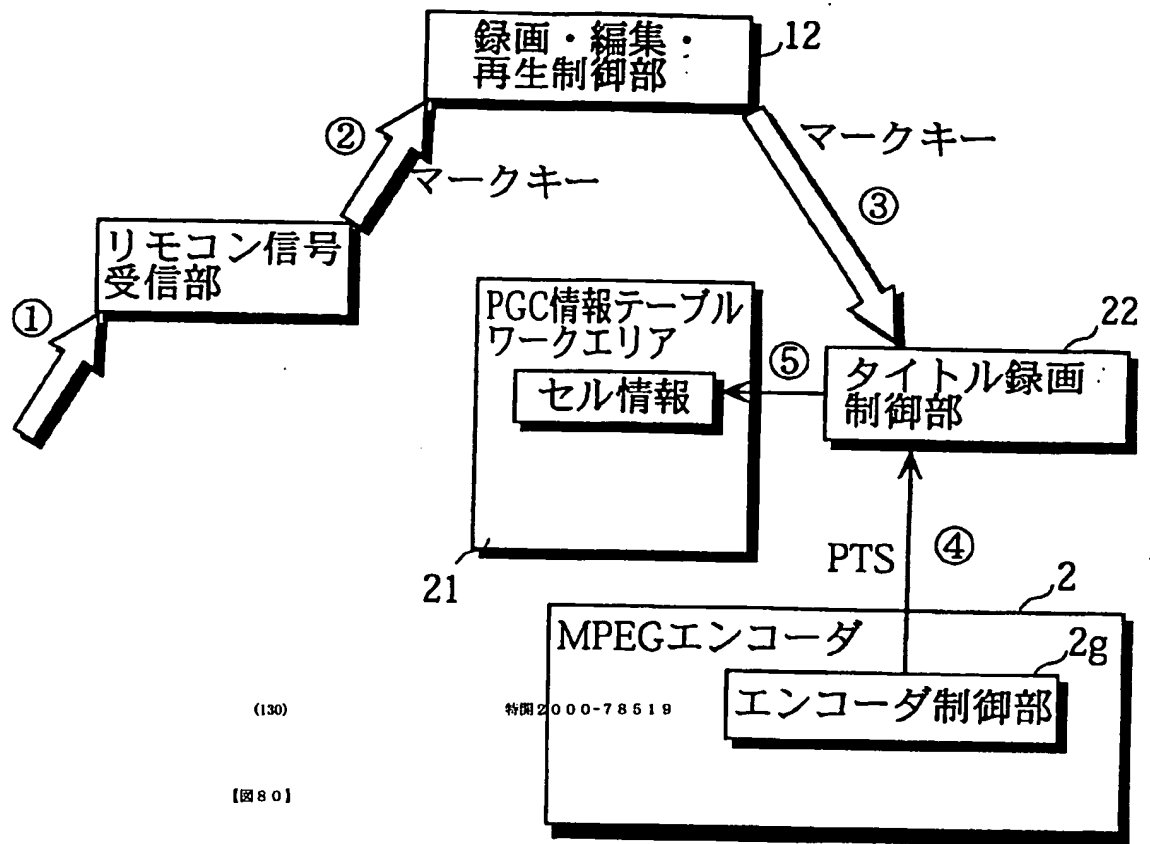 録画・編集・
再生制御部
12
②
マークキー
マークキー
③
リモコン信号
受信部
①
PGC情報テーブル
ワークエリア
セル情報
21
⑤
22
タイトル録画
制御部
PTS
④
2
MPEGエンコーダ
2g
エンコーダ制御部
(130)
特開2000-78519
【図80】